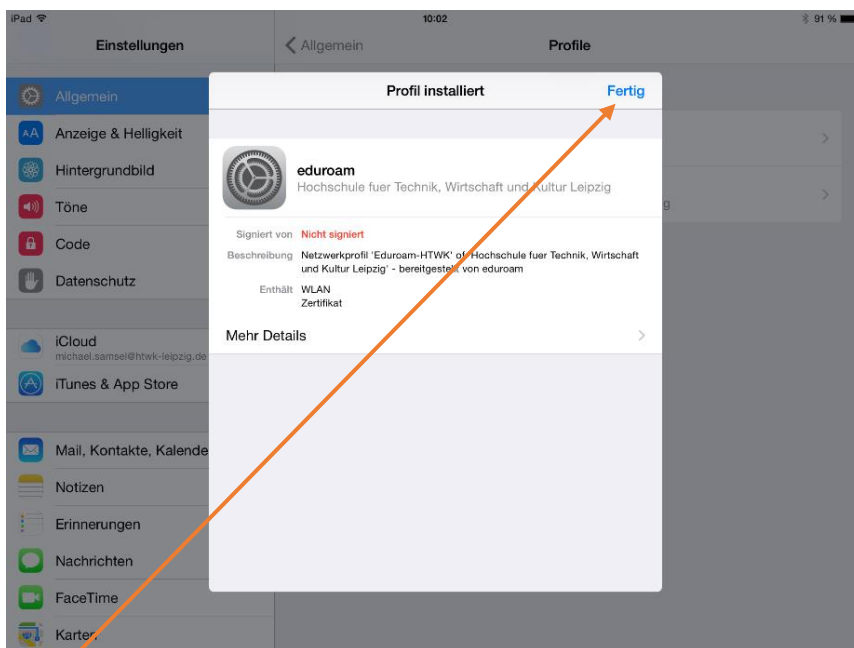 iPad 10:02 91 %
Einstellungen
Allgemein Profile
Allgemein
Anzeige & Helligkeit
Hintergrundbild
Töne
Code
Datenschutz
iCloud
michael.samsel@htwk-leipzig.de
iTunes & App Store
Mail, Kontakte, Kalende
Notizen
Erinnerungen
Nachrichten
FaceTime
Karten
Profil installiert Fertig
eduroam
Hochschule fuer Technik, Wirtschaft und Kultur Leipzig
g
Signiert von Nicht signiert
Beschreibung Netzwerkprofil 'Eduroam-HTWK' of 'Hochschule fuer Technik, Wirtschaft
und Kultur Leipzig' - bereitgestellt von eduroam
Enthält WLAN
Zertifikat
Mehr Details